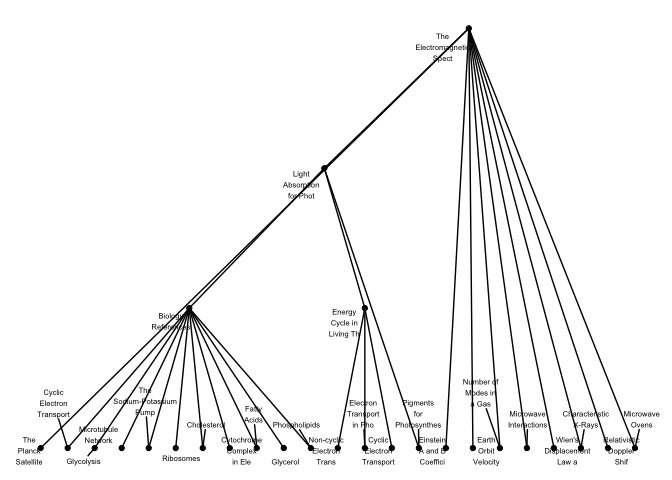 The
Electromagnetic
Spect
Light
Absorption
for Phot
Biology
References
Energy
Cycle in
Living Th
Cyclic
Electron
Transport
The
Sodium-Potassium
Pump
Microtubule
Network
Cholesterol
Fatty
Acids
Phospholipids
Electron
Transport
in Pho
Pigments
for
Photosynthes
Number of
Modes in
a Gas
Microwave
Interactions
Characteristic
X-Rays
Microwave
Ovens
The
Planck
Satellite
Glycolysis
Ribosomes
Cytochrome
Complex
in Ele
Glycerol
Non-cyclic
Electron
Trans
Cyclic
Electron
Transport
Einstein
A and B
Coeffici
Earth
Orbit
Velocity
Wien's
Displacement
Law a
Relativistic
Doppler
Shif